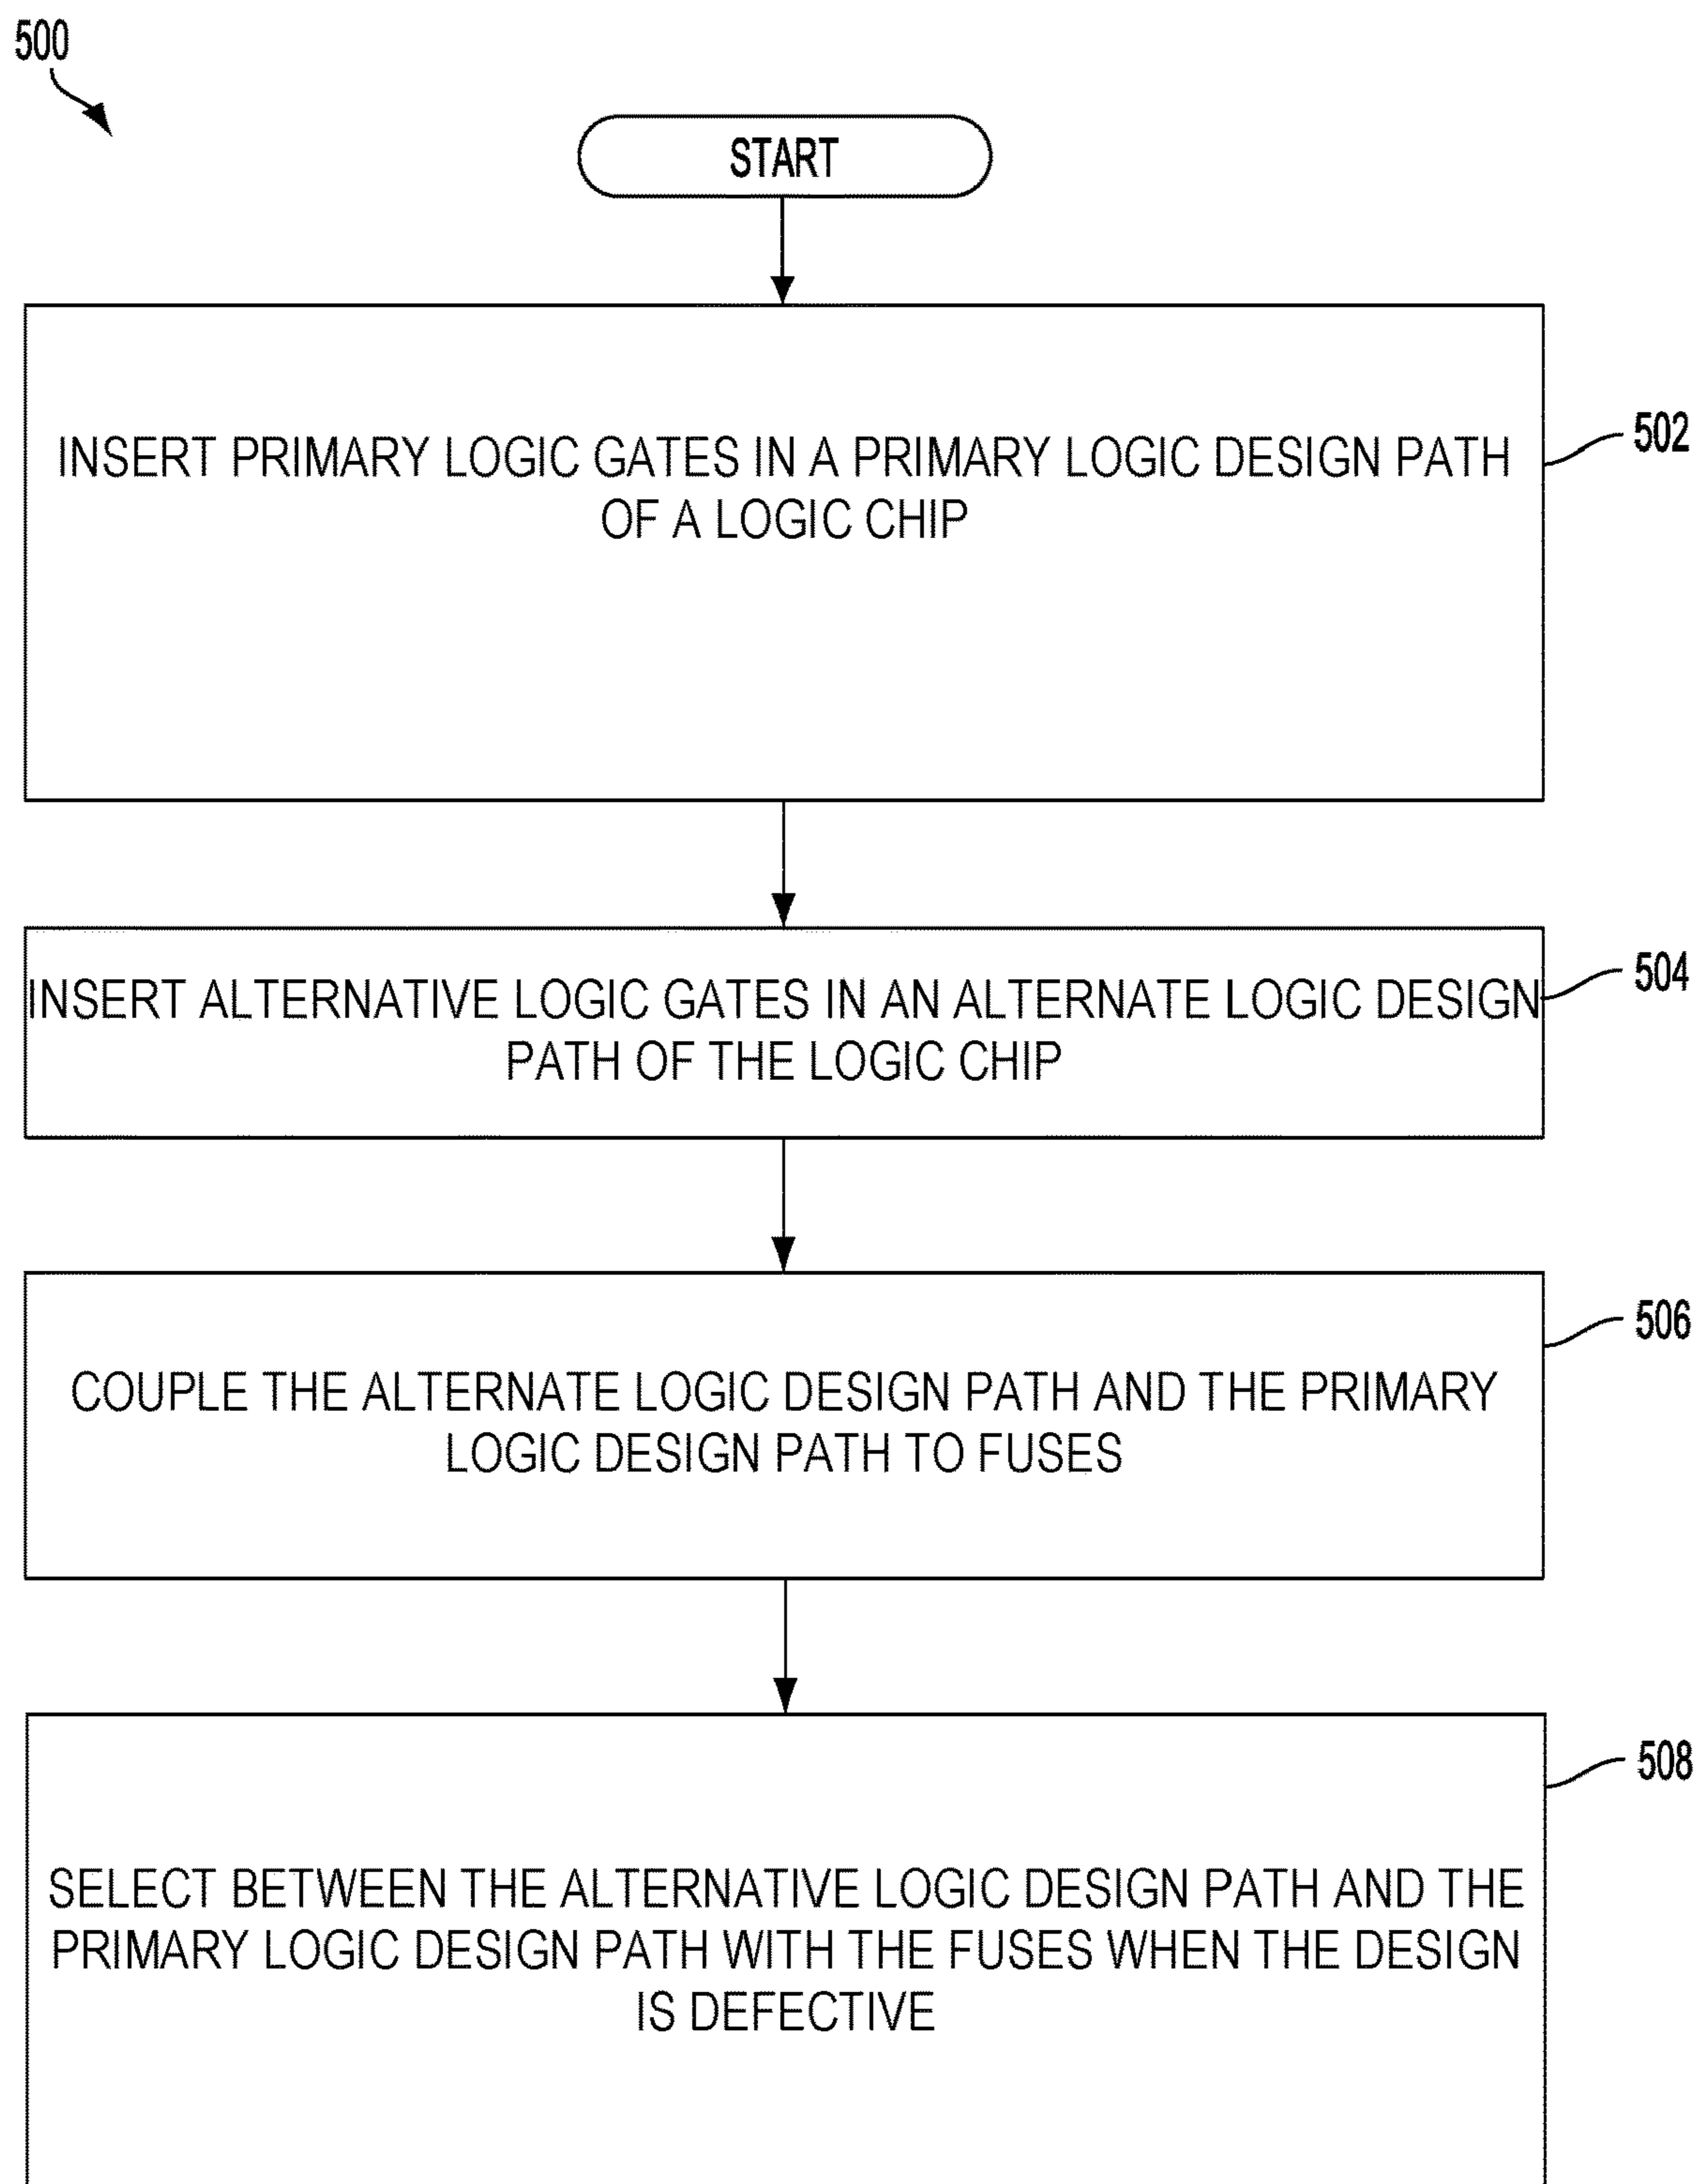 500
START
INSERT PRIMARY LOGIC GATES IN A PRIMARY LOGIC DESIGN PATH
OF A LOGIC CHIP
502
INSERT ALTERNATIVE LOGIC GATES IN AN ALTERNATE LOGIC DESIGN
PATH OF THE LOGIC CHIP
504
COUPLE THE ALTERNATE LOGIC DESIGN PATH AND THE PRIMARY
LOGIC DESIGN PATH TO FUSES
506
SELECT BETWEEN THE ALTERNATIVE LOGIC DESIGN PATH AND THE
PRIMARY LOGIC DESIGN PATH WITH THE FUSES WHEN THE DESIGN
IS DEFECTIVE
508